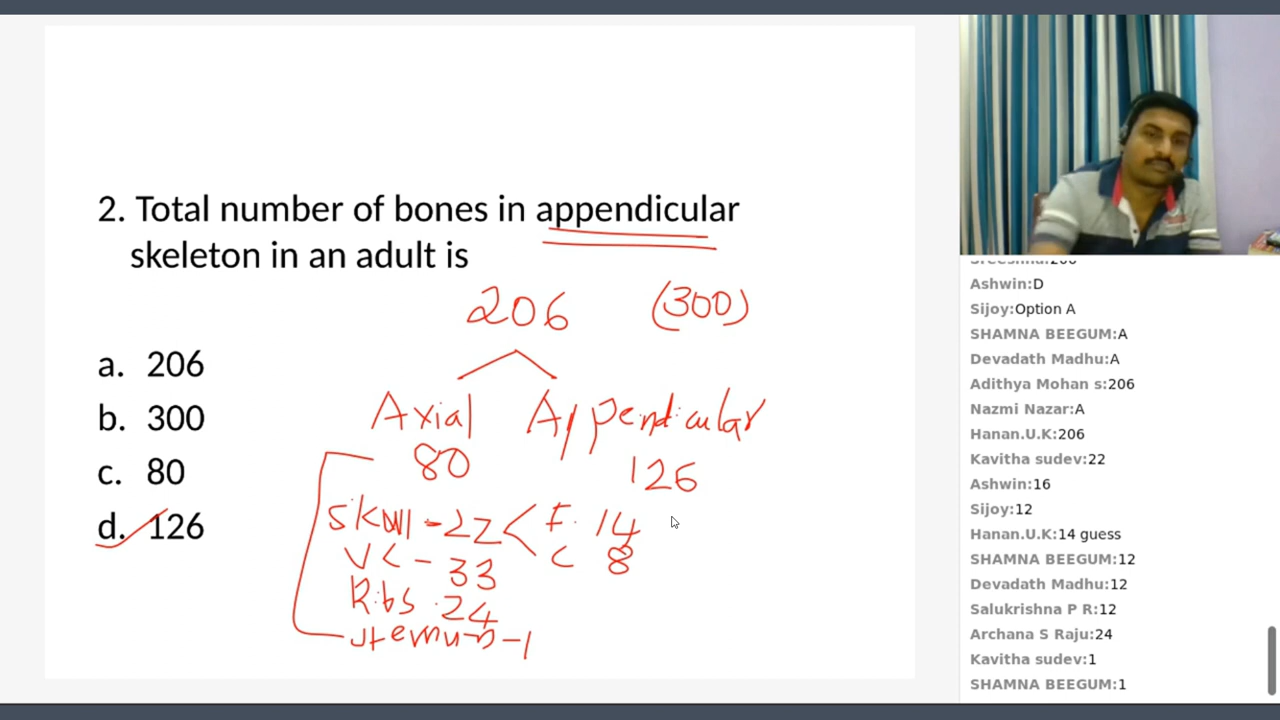 2. Total number of bones in appendicular
skeleton in an adult is
206 (300)
a. 206
b. 300
c. 80
d. 126
Axial Appendicular
80 126
Skull - 22 < F. 14
C 8
VC - 33
Ribs . 24
Sternum - 1
Ashwin:D
Sijoy:Option A
SHAMNA BEEGUM:A
Devadath Madhu:A
Adithya Mohan s:206
Nazmi Nazar:A
Hanan.U.K:206
Kavitha sudev:22
Ashwin:16
Sijoy:12
Hanan.U.K:14 guess
SHAMNA BEEGUM:12
Devadath Madhu:12
Salukrishna P R:12
Archana S Raju:24
Kavitha sudev:1
SHAMNA BEEGUM:1